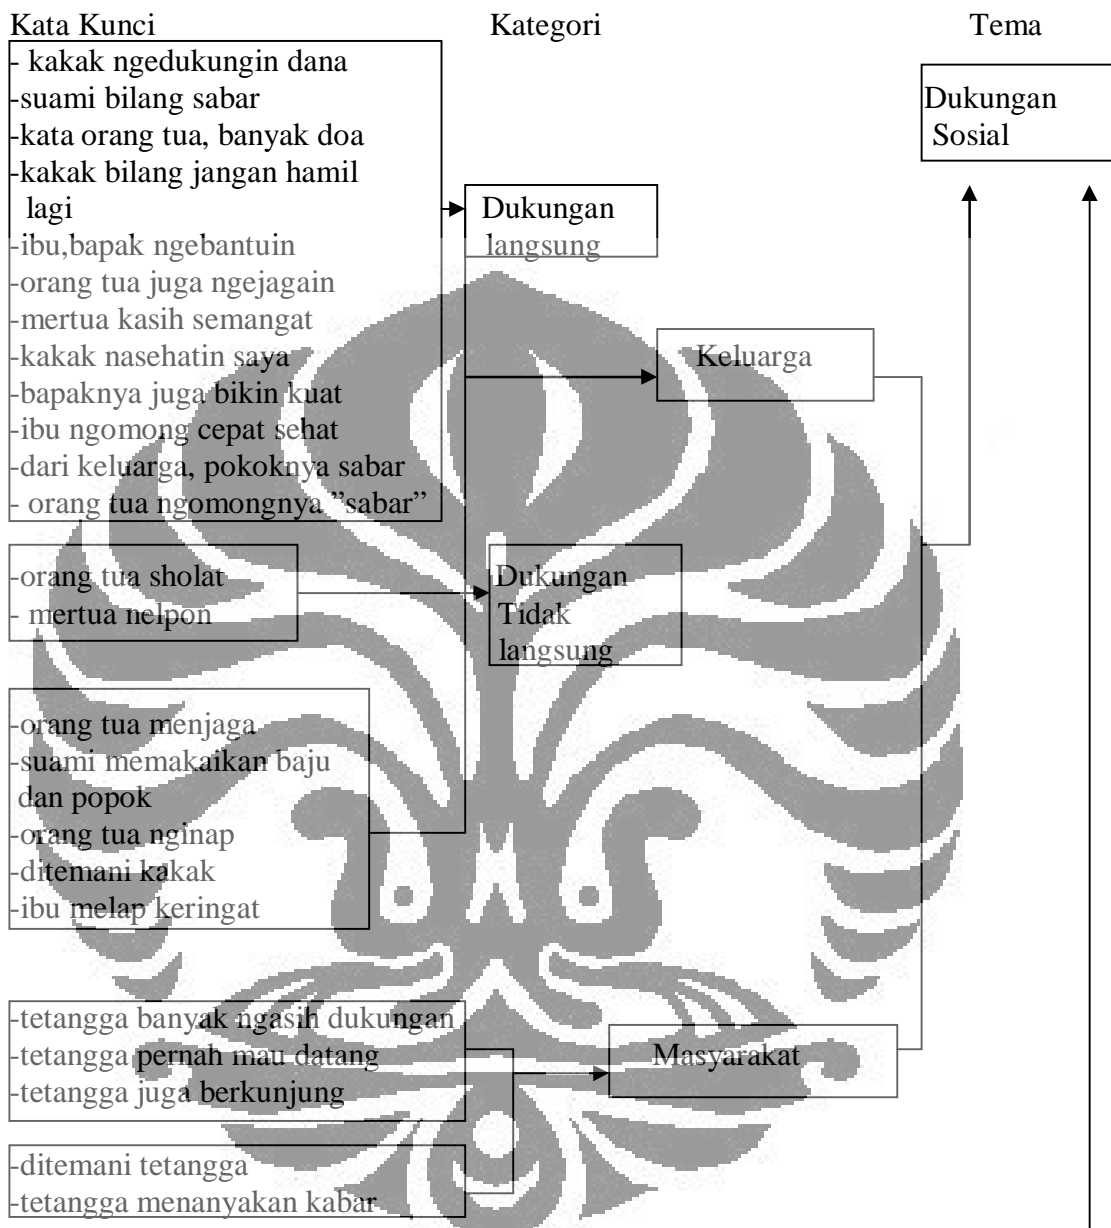 Kata Kunci Kategori Tema
- kakak ngedukungin dana
-suami bilang sabar
-kata orang tua, banyak doa
-kakak bilang jangan hamil
lagi
-ibu,bapak ngebantuin
-orang tua juga ngejagain
-mertua kasih semangat
-kakak nasehatin saya
-bapaknya juga bikin kuat
-ibu ngomong cepat sehat
-dari keluarga, pokoknya sabar
- orang tua ngomongnya ”sabar”
Dukungan
langsung
Keluarga
Dukungan
Sosial
-orang tua sholat
- mertua nelpon
Dukungan
Tidak
langsung
-orang tua menjaga
-suami memakaikan baju
dan popok
-orang tua nginap
-ditemani kakak
-ibu melap keringat
-tetangga banyak ngasih dukungan
-tetangga pernah mau datang
-tetangga juga berkunjung
Masyarakat
-ditemani tetangga
-tetangga menanyakan kabar